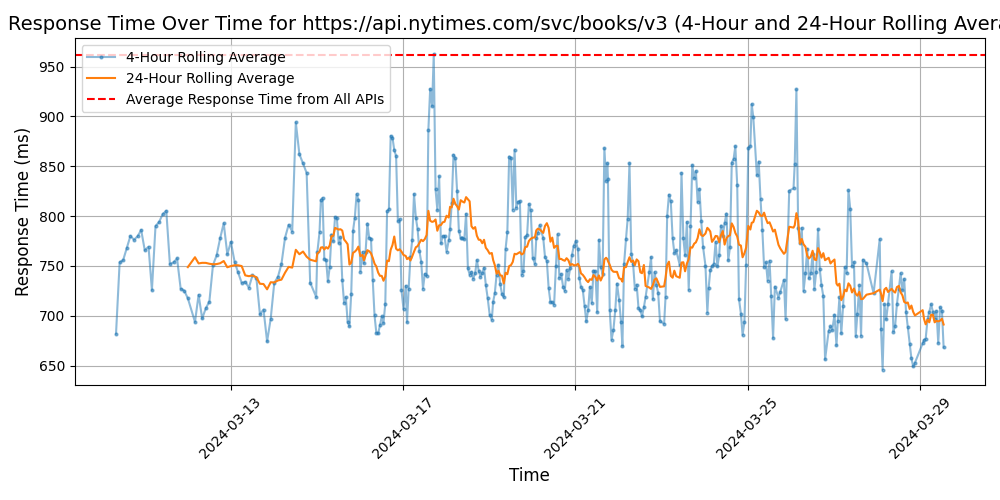 Response Time Over Time for https://api.nytimes.com/svc/books/v3 (4-Hour and 24-Hour Rolling Avera
4-Hour Rolling Average
24-Hour Rolling Average
Average Response Time from All APIs
Response Time (ms)
950
900
850
800
750
700
650
2024-03-13
2024-03-17
2024-03-21
2024-03-25
2024-03-29
Time